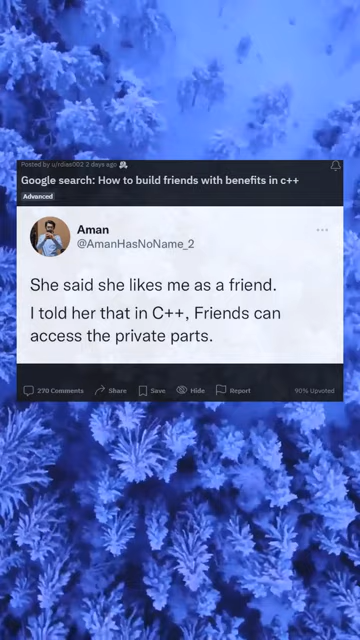 Posted by u/rdias002 2 days ago
Google search: How to build friends with benefits in c++
Advanced
Aman
@AmanHasNoName_2
She said she likes me as a friend.
I told her that in C++, Friends can
access the private parts.
270 Comments Share Save Hide Report 90% Upvoted